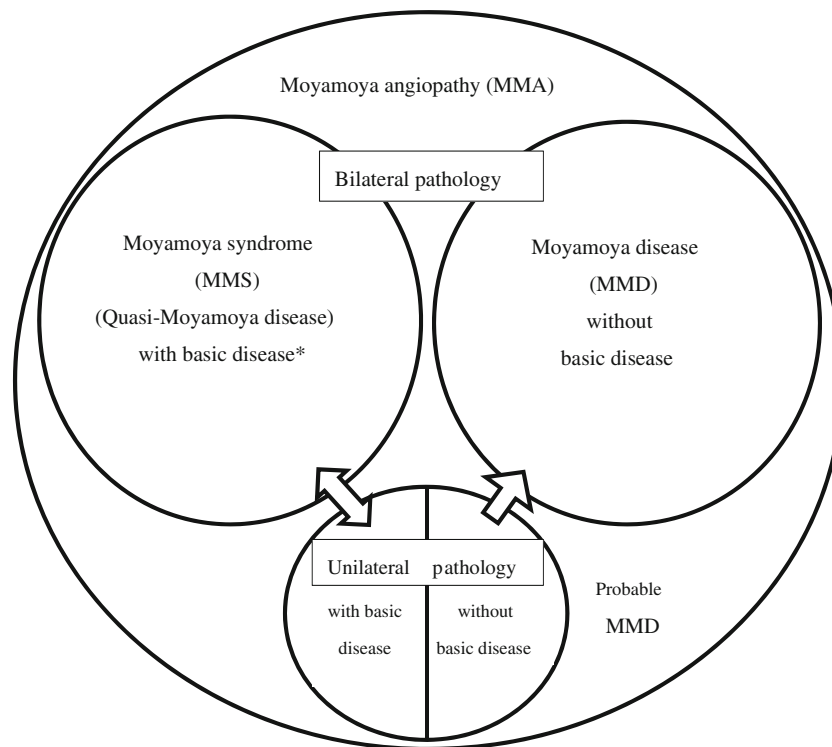 Moyamoya angiopathy (MMA)
Bilateral pathology
Moyamoya syndrome
(MMS)
(Quasi-Moyamoya disease)
with basic disease*
Moyamoya disease
(MMD)
without
basic disease
Unilateral pathology
with basic
disease
without
basic disease
Probable
MMD